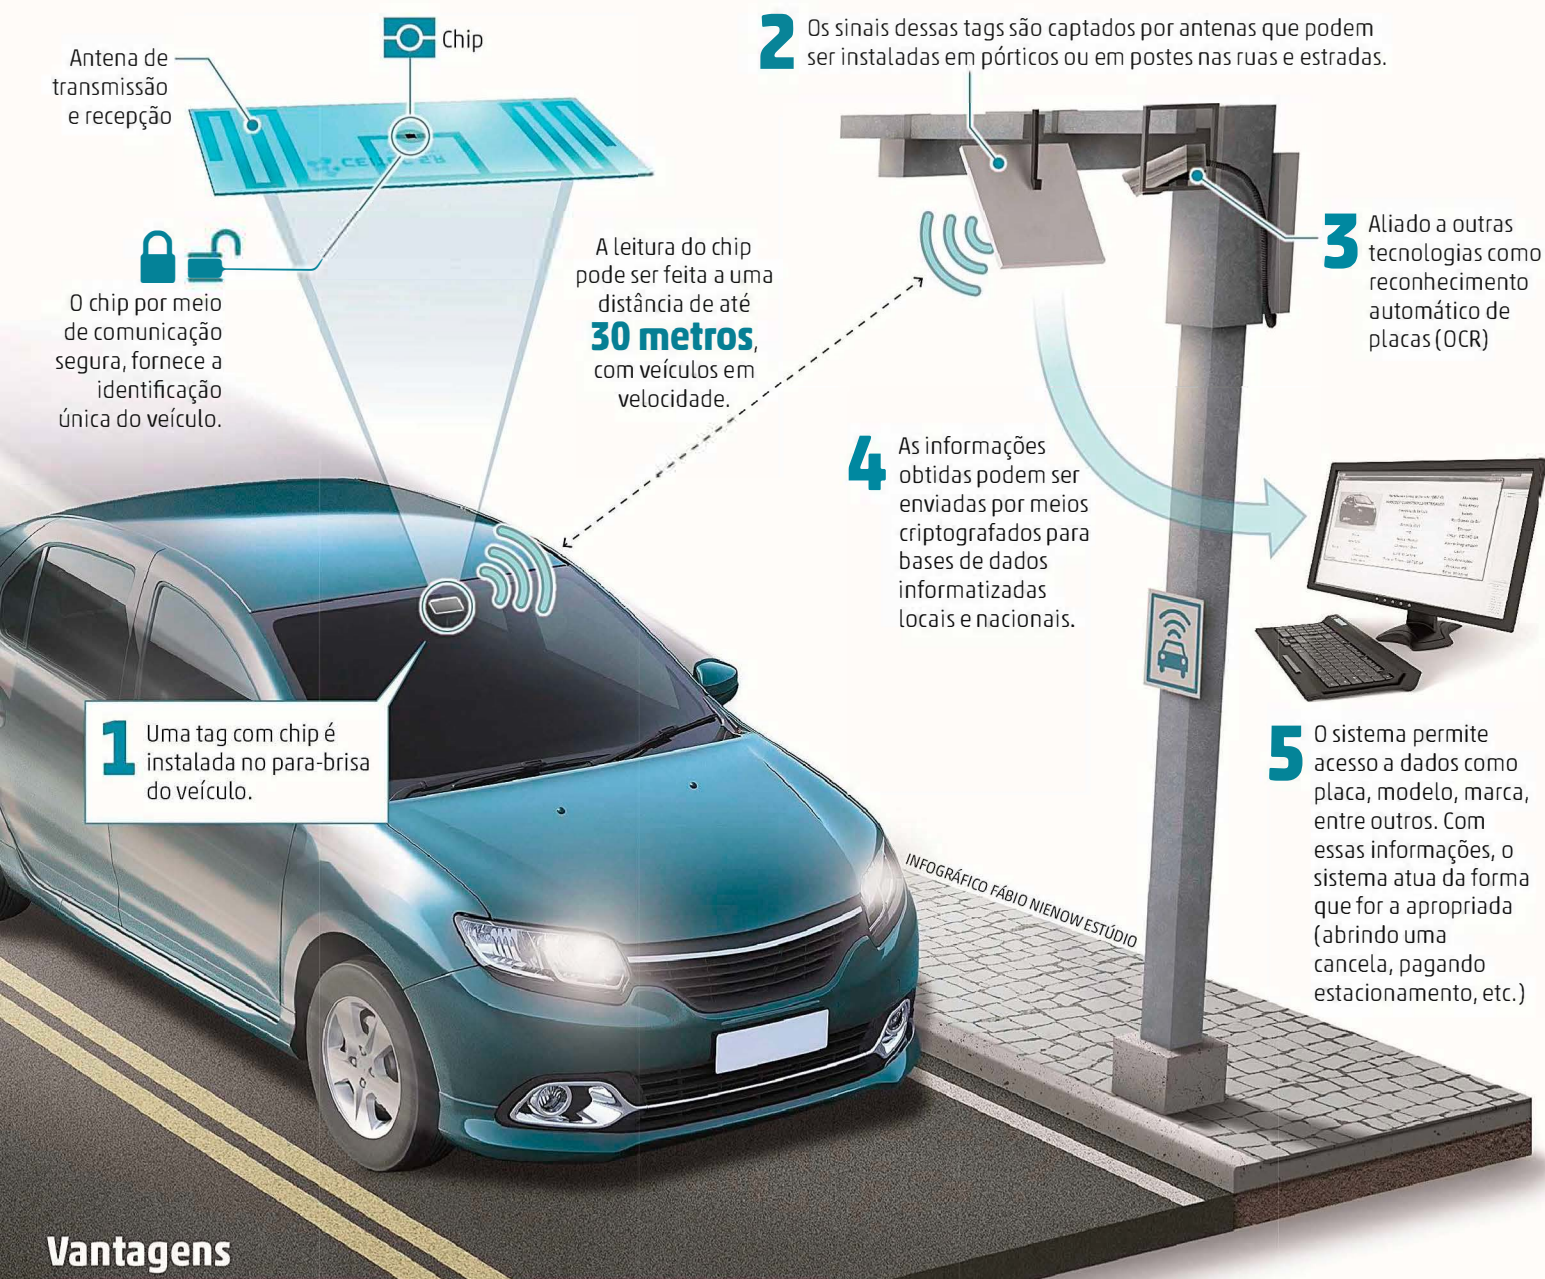 Chip
Antena de
transmissão
e recepção
O chip por meio
de comunicação
segura, fornece a
identificação
única do veículo.
A leitura do chip
pode ser feita a uma
distância de até
30 metros,
com veículos em
velocidade.
1 Uma tag com chip é
instalada no para-brisa
do veículo.
2 Os sinais dessas tags são captados por antenas que podem
ser instaladas em pórticos ou em postes nas ruas e estradas.
3 Aliado a outras
tecnologias como
reconhecimento
automático de
placas (OCR)
4 As informações
obtidas podem ser
enviadas por meios
criptografados para
bases de dados
informatizadas
locais e nacionais.
5 O sistema permite
acesso a dados como
placa, modelo, marca,
entre outros. Com
essas informações, o
sistema atua da forma
que for a apropriada
(abrindo uma
cancela, pagando
estacionamento, etc.)
INFOGRÁFICO FÁBIO NIENOW ESTÚDIO
Vantagens